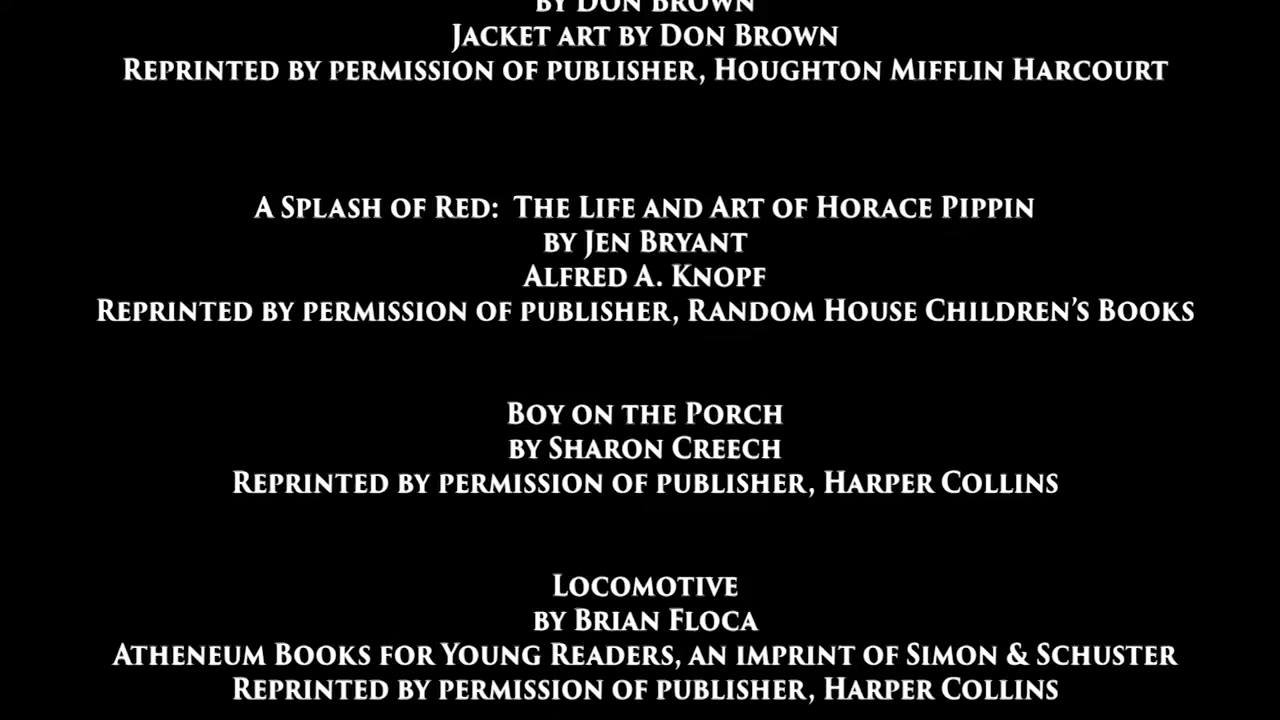 BY DON BROWN
JACKET ART BY DON BROWN
REPRINTED BY PERMISSION OF PUBLISHER, HOUGHTON MIFFLIN HARCOURT
A SPLASH OF RED: THE LIFE AND ART OF HORACE PIPPIN
BY JEN BRYANT
ALFRED A. KNOPF
REPRINTED BY PERMISSION OF PUBLISHER, RANDOM HOUSE CHILDREN'S BOOKS
BOY ON THE PORCH
BY SHARON CREECH
REPRINTED BY PERMISSION OF PUBLISHER, HARPER COLLINS
LOCOMOTIVE
BY BRIAN FLOCA
ATHENEUM BOOKS FOR YOUNG READERS, AN IMPRINT OF SIMON & SCHUSTER
REPRINTED BY PERMISSION OF PUBLISHER, HARPER COLLINS